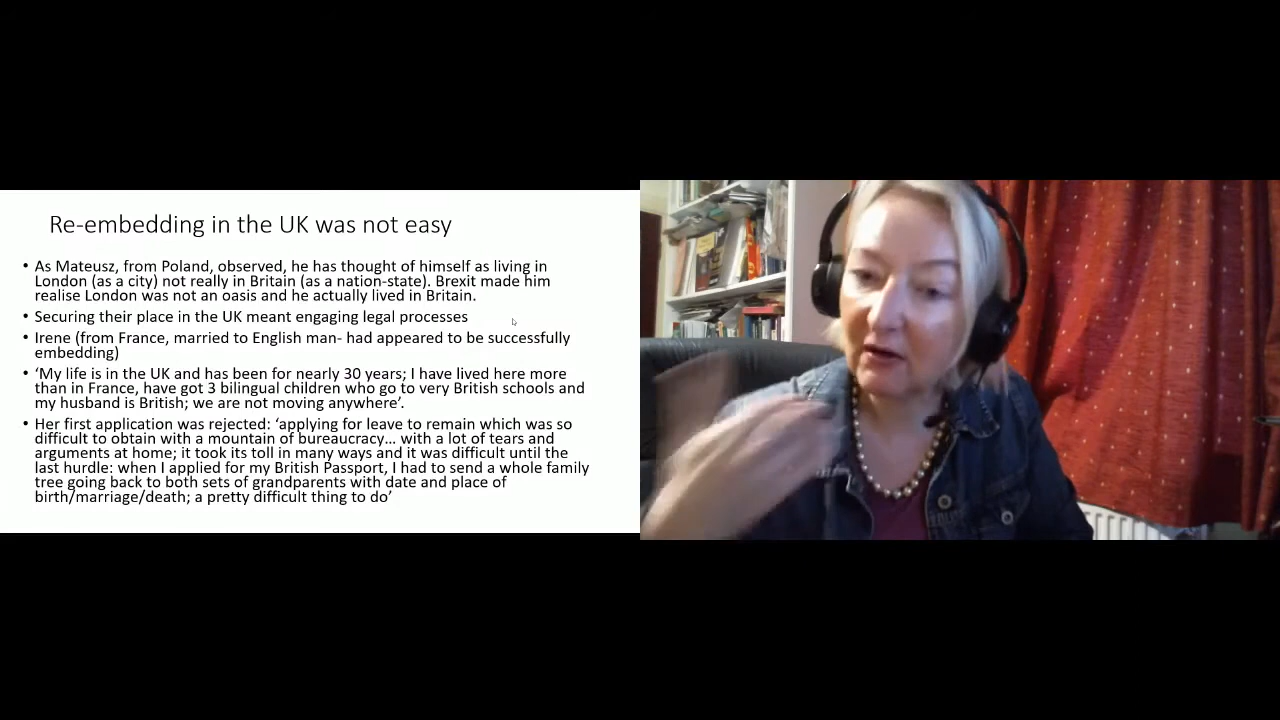 Re-embedding in the UK was not easy
• As Mateusz, from Poland, observed, he has thought of himself as living in
London (as a city) not really in Britain (as a nation-state). Brexit made him
realise London was not an oasis and he actually lived in Britain.
• Securing their place in the UK meant engaging legal processes
• Irene (from France, married to English man- had appeared to be successfully
embedding)
• ‘My life is in the UK and has been for nearly 30 years; I have lived here more
than in France, have got 3 bilingual children who go to very British schools and
my husband is British; we are not moving anywhere’.
• Her first application was rejected: ‘applying for leave to remain which was so
difficult to obtain with a mountain of bureaucracy… with a lot of tears and
arguments at home; it took its toll in many ways and it was difficult until the
last hurdle: when I applied for my British Passport, I had to send a whole family
tree going back to both sets of grandparents with date and place of
birth/marriage/death; a pretty difficult thing to do’